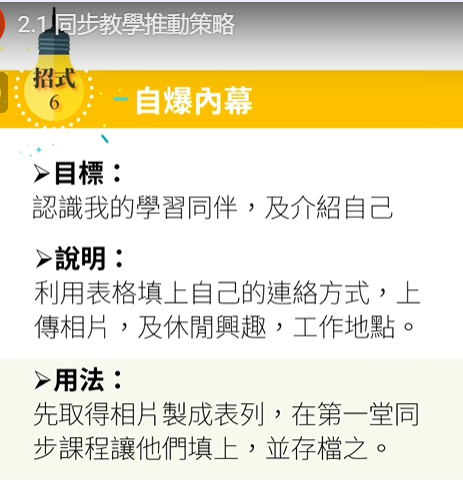 2.1 同步教學推動策略
招式
6
自爆內幕
➢目標：
認識我的學習同伴，及介紹自己
➢說明：
利用表格填上自己的連絡方式，上
傳相片，及休閒興趣，工作地點。
➢用法：
先取得相片製成表列，在第一堂同
步課程讓他們填上，並存檔之。